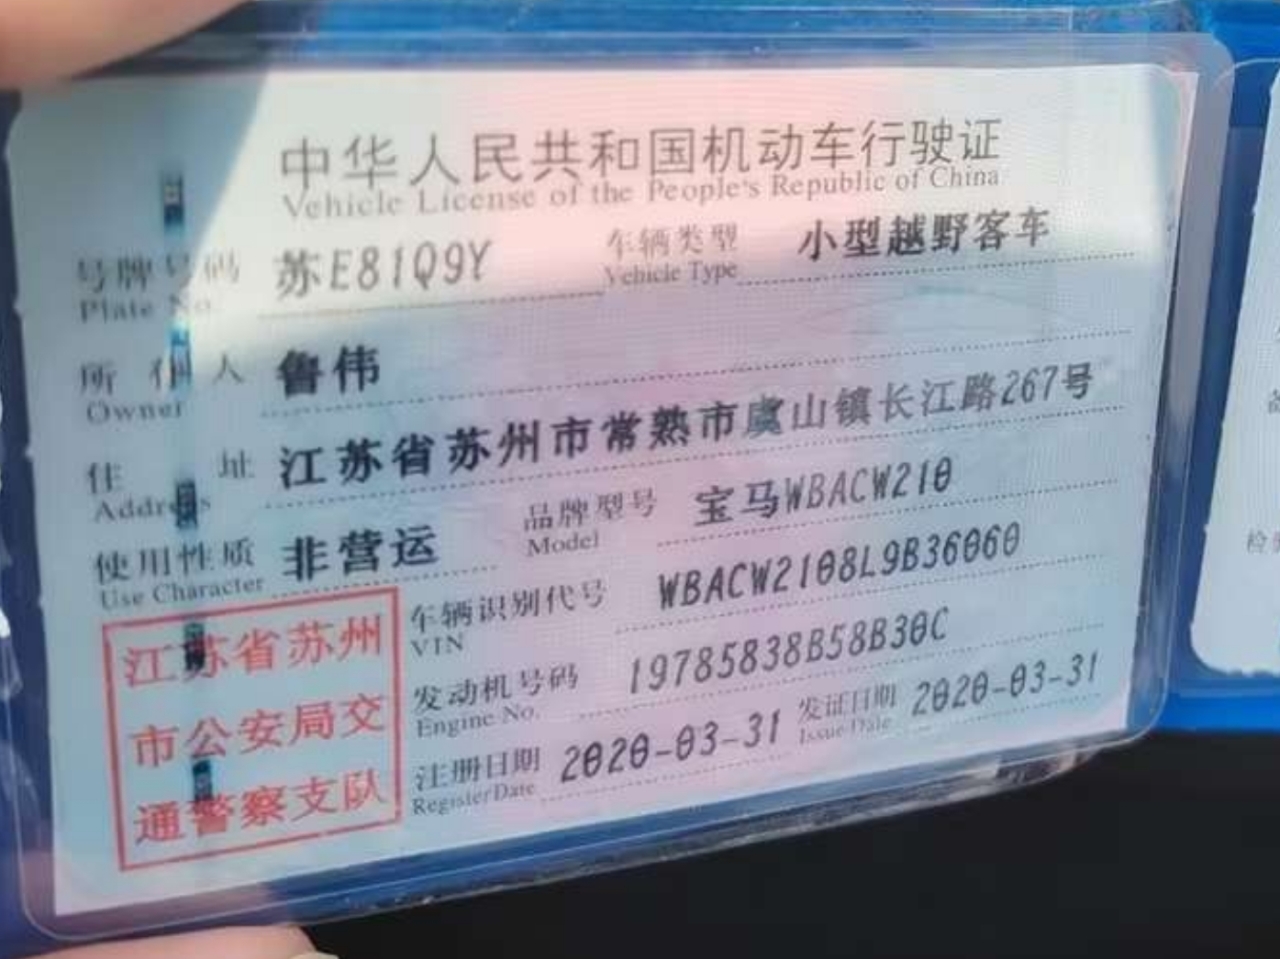 中华人民共和国机动车行驶证
Vehicle License of the People's Republic of China
号牌号码 苏E81Q9Y 车辆类型 小型越野客车
Plate No. Vehicle Type
所有人 鲁伟
Owner
住址 江苏省苏州市常熟市虞山镇长江路267号
Address
使用性质 非营运 品牌型号 宝马WBACW210
Use Character Model
车辆识别代号 WBACW2108L9B36060
VIN
发动机号码 19785838B58B30C
Engine No.
注册日期 2020-03-31 发证日期 2020-03-31
Register Date Issue Date
江苏省苏州
市公安局交
通警察支队